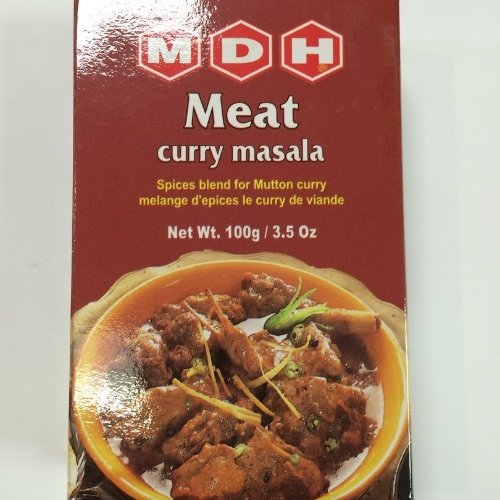 MDH
Meat
curry masala
Spices blend for Mutton curry
melange d'epices le curry de viande
Net Wt. 100g / 3.5 Oz